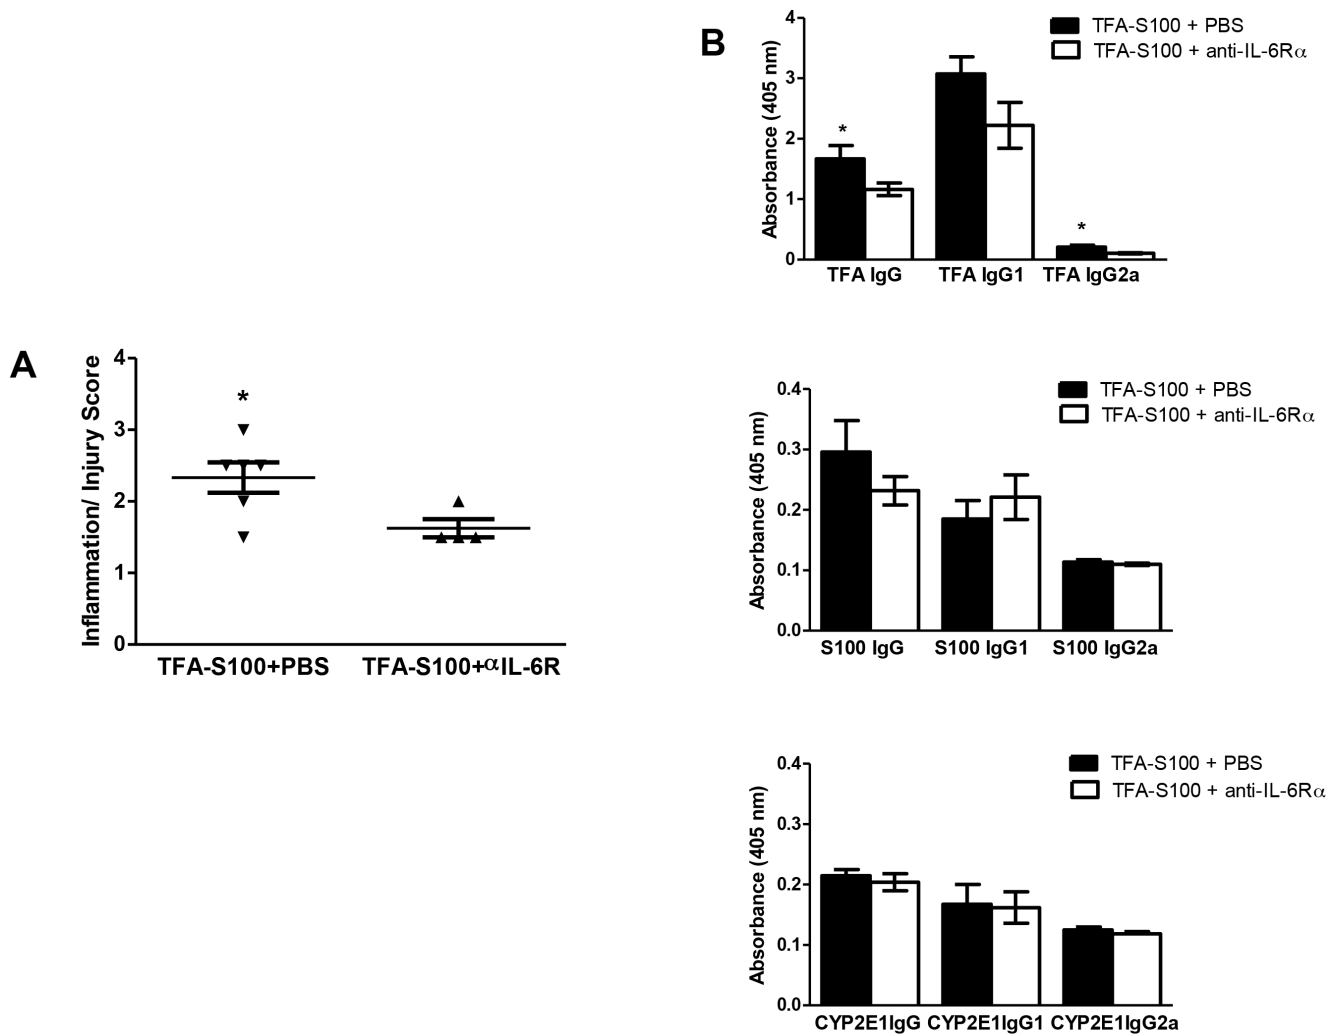 A
Inflammation/ Injury Score
4
3
2
1
0
*
TFA-S100+PBS
TFA-S100+αIL-6R
B
Absorbance (405 nm)
4
3
2
1
0
*
*
TFA-S100 + PBS
TFA-S100 + anti-IL-6Rα
TFA IgG
TFA IgG1
TFA IgG2a
Absorbance (405 nm)
0.4
0.3
0.2
0.1
0.0
TFA-S100 + PBS
TFA-S100 + anti-IL-6Rα
S100 IgG
S100 IgG1
S100 IgG2a
Absorbance (405 nm)
0.4
0.3
0.2
0.1
0.0
TFA-S100 + PBS
TFA-S100 + anti-IL-6Rα
CYP2E1IgG
CYP2E1IgG1
CYP2E1IgG2a